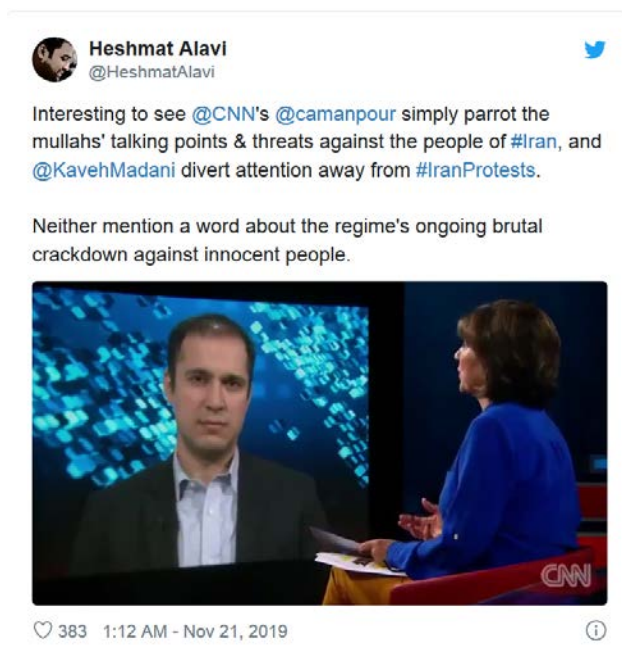 Heshmat Alavi
@HeshmatAlavi
Interesting to see @CNN's @camanpour simply parrot the
mullahs' talking points & threats against the people of #Iran, and
@KavehMadani divert attention away from #IranProtests.
Neither mention a word about the regime's ongoing brutal
crackdown against innocent people.
CNN
383 1:12 AM - Nov 21, 2019